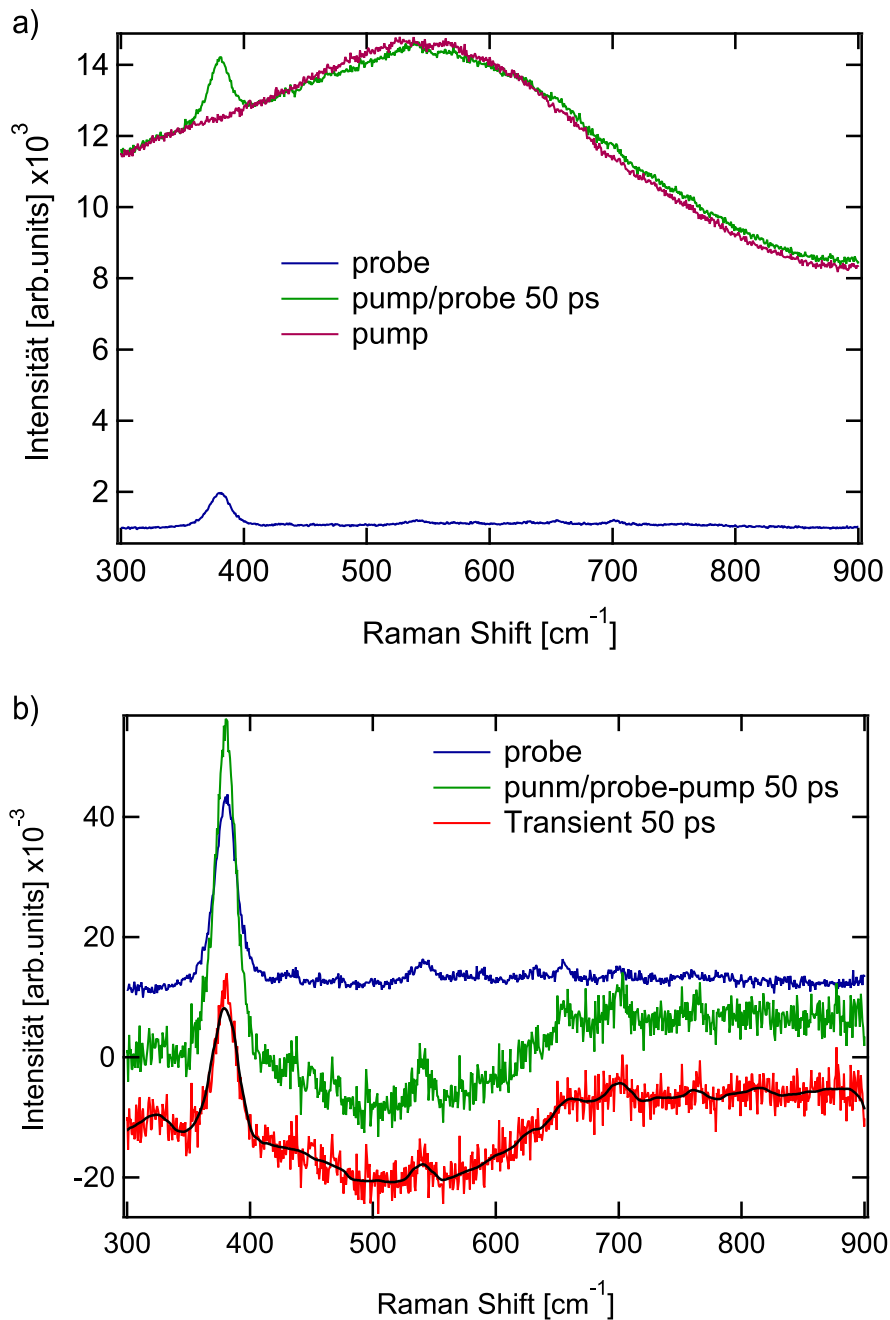 a)
Intensität [arb.units] x10³
14
12
10
8
6
4
2
probe
pump/probe 50 ps
pump
300 400 500 600 700 800 900
Raman Shift [cm⁻¹]
b)
Intensität [arb.units] x10⁻³
40
20
0
-20
probe
punm/probe-pump 50 ps
Transient 50 ps
300 400 500 600 700 800 900
Raman Shift [cm⁻¹]